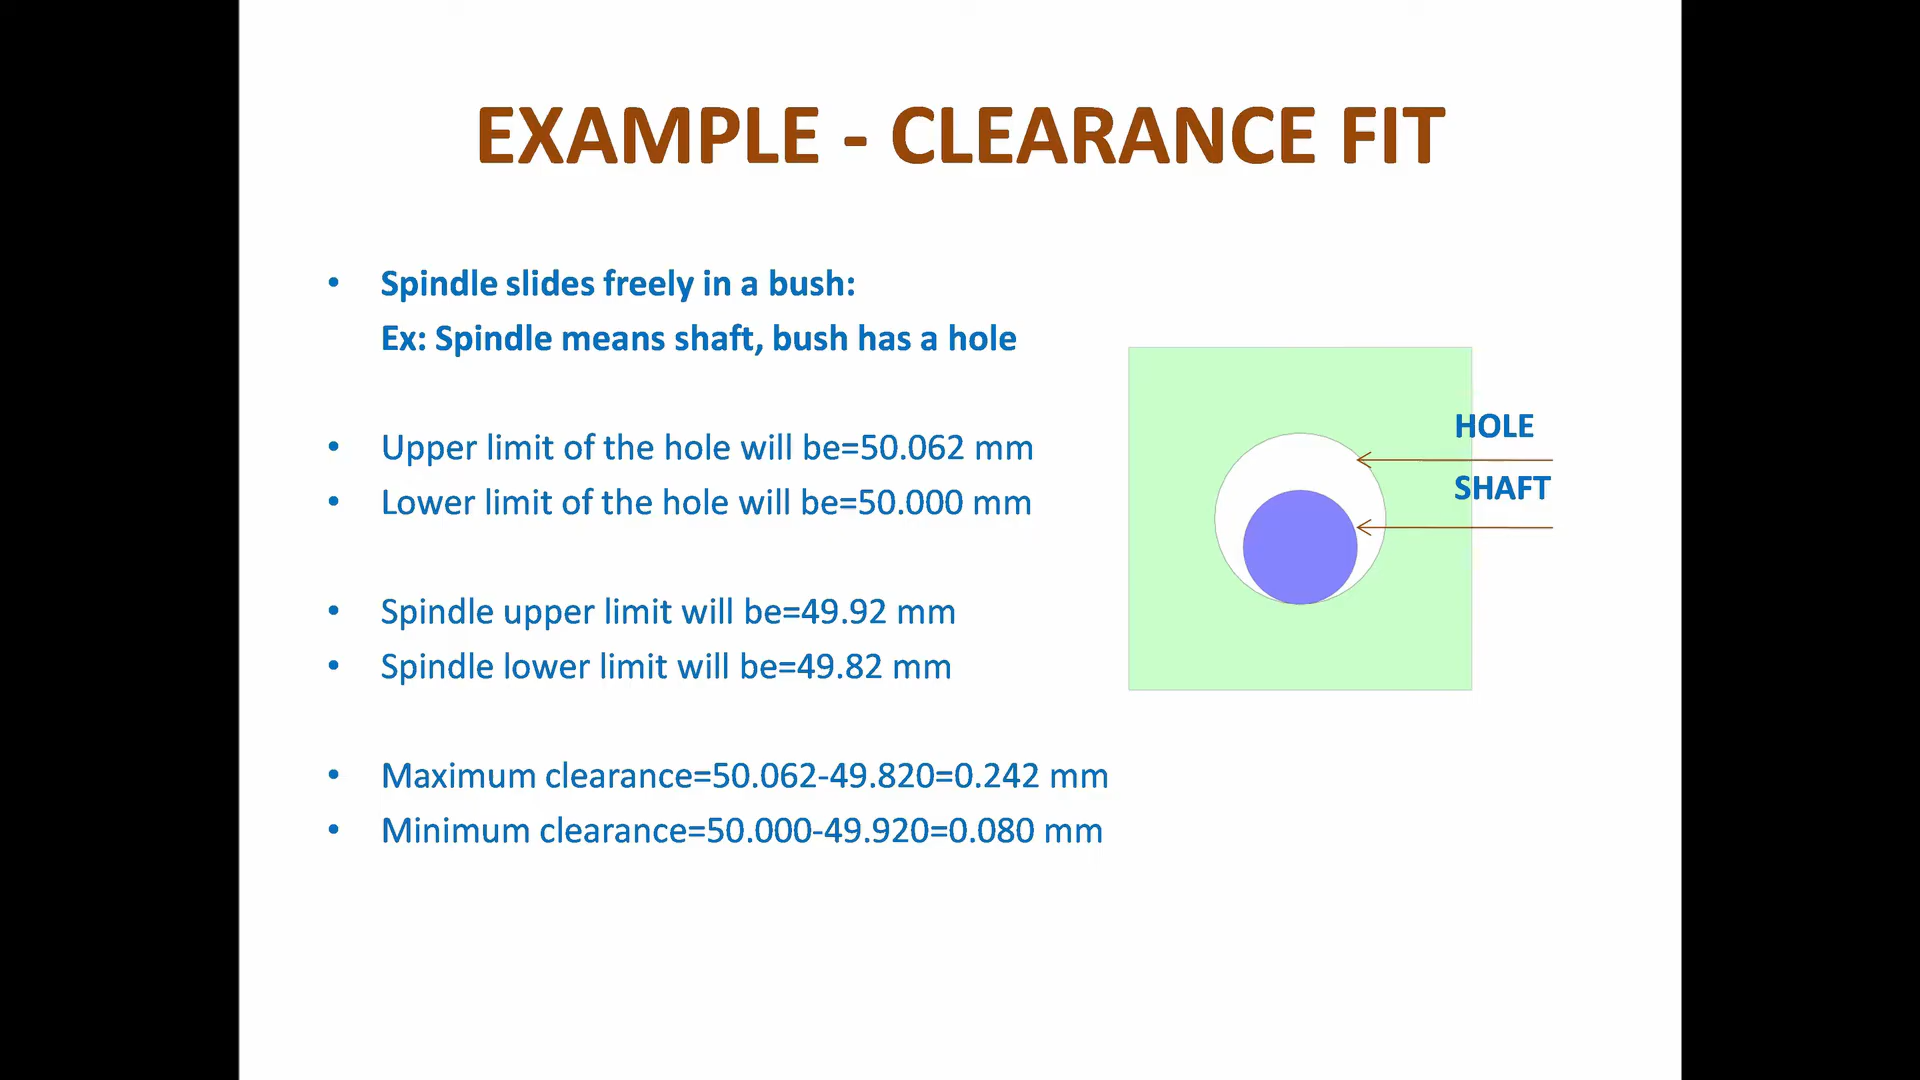 EXAMPLE - CLEARANCE FIT
• Spindle slides freely in a bush:
Ex: Spindle means shaft, bush has a hole
• Upper limit of the hole will be=50.062 mm
• Lower limit of the hole will be=50.000 mm
• Spindle upper limit will be=49.92 mm
• Spindle lower limit will be=49.82 mm
• Maximum clearance=50.062-49.820=0.242 mm
• Minimum clearance=50.000-49.920=0.080 mm
HOLE
SHAFT